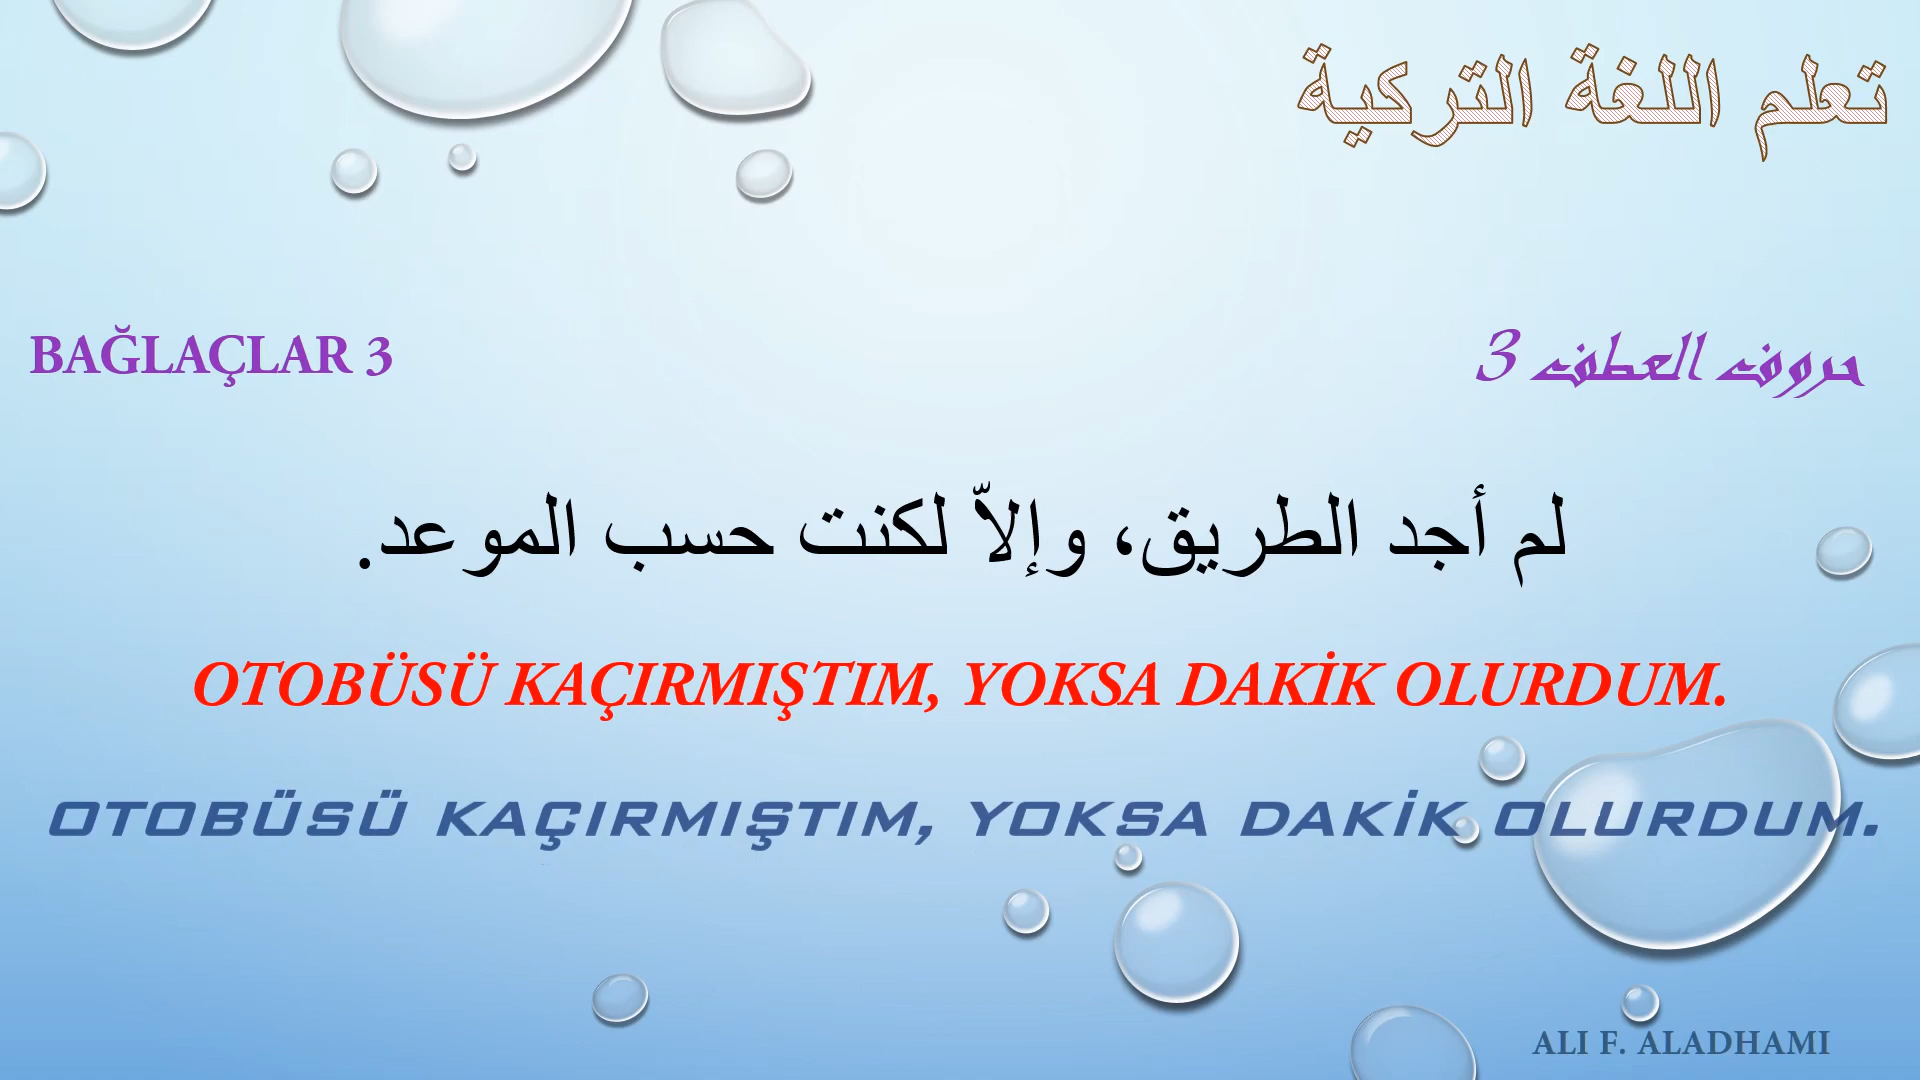 تعلم اللغة التركية
حروف العطف 3
BAĞLAÇLAR 3
لم أجد الطريق، وإلاّ لكنت حسب الموعد.
OTOBÜSÜ KAÇIRMIŞTIM, YOKSA DAKİK OLURDUM.
OTOBÜSÜ KAÇIRMIŞTIM, YOKSA DAKİK OLURDUM.
ALI F. ALADHAMI